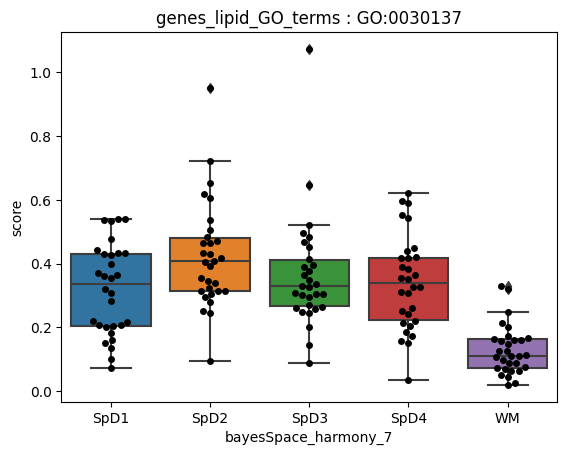 genes_lipid_GO_terms : GO:0030137
1.0
0.8
0.6
0.4
0.2
0.0
score
SpD1 SpD2 SpD3 SpD4 WM
bayesSpace_harmony_7